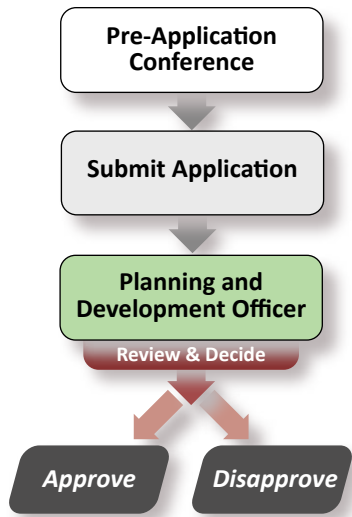 Pre-Application
Conference
Submit Application
Planning and
Development Officer
Review & Decide
Approve
Disapprove